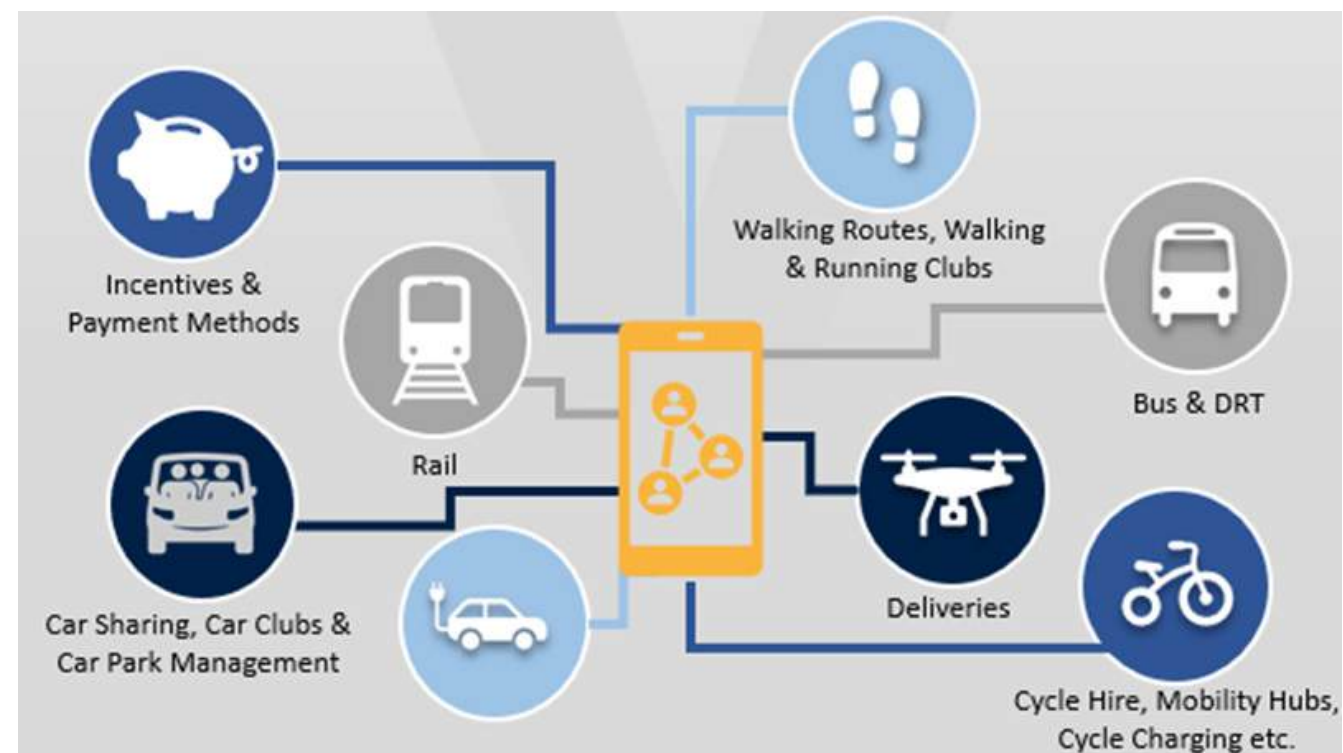 Walking Routes, Walking
& Running Clubs
Incentives &
Payment Methods
Bus & DRT
Rail
Deliveries
Car Sharing, Car Clubs &
Car Park Management
Cycle Hire, Mobility Hubs,
Cycle Charging etc.